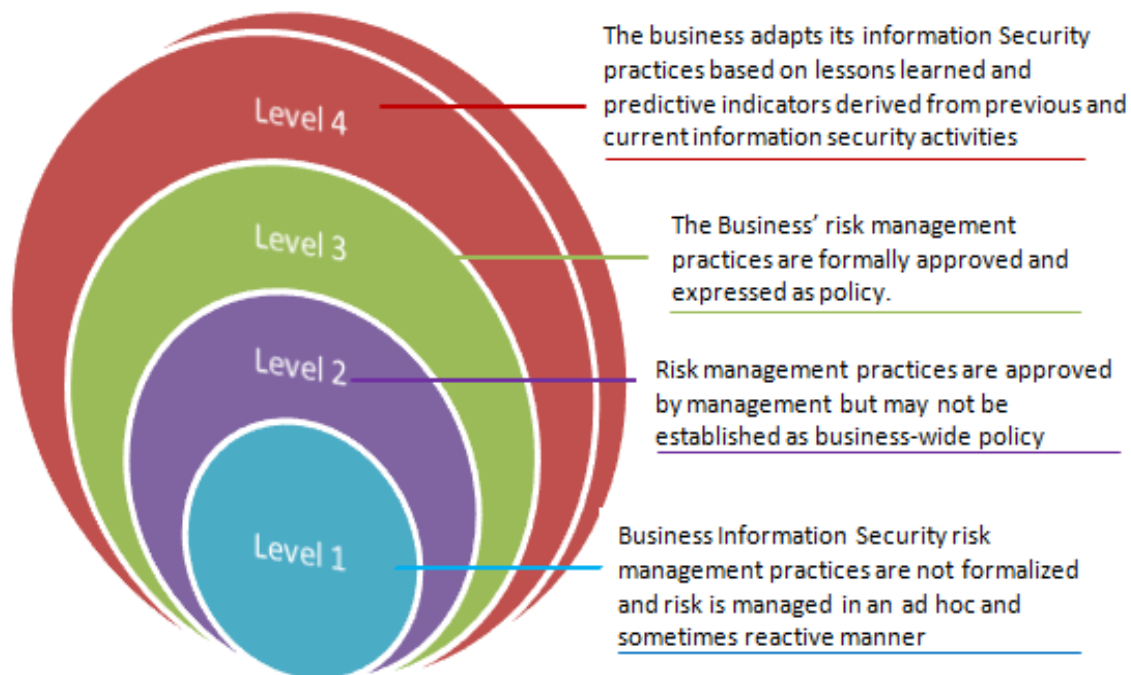 Level 4
The business adapts its information Security
practices based on lessons learned and
predictive indicators derived from previous and
current information security activities
Level 3
The Business’ risk management
practices are formally approved and
expressed as policy.
Level 2
Risk management practices are approved
by management but may not be
established as business-wide policy
Level 1
Business Information Security risk
management practices are not formalized
and risk is managed in an ad hoc and
sometimes reactive manner